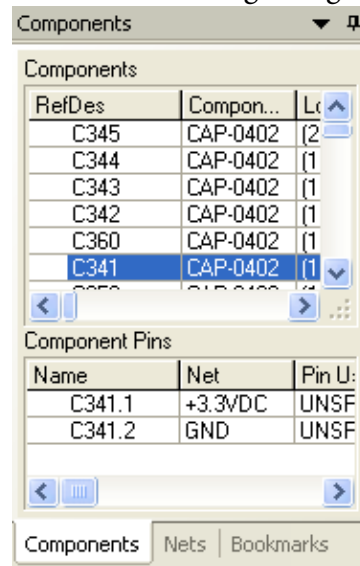 Components
Components
RefDes Compon...
C345 CAP-0402 (2
C344 CAP-0402 (1
C343 CAP-0402 (1
C342 CAP-0402 (1
C360 CAP-0402 (1
C341 CAP-0402 (1
Component Pins
Name Net Pin U
C341.1 +3.3VDC UNSF
C341.2 GND UNSF
Components Nets Bookmarks